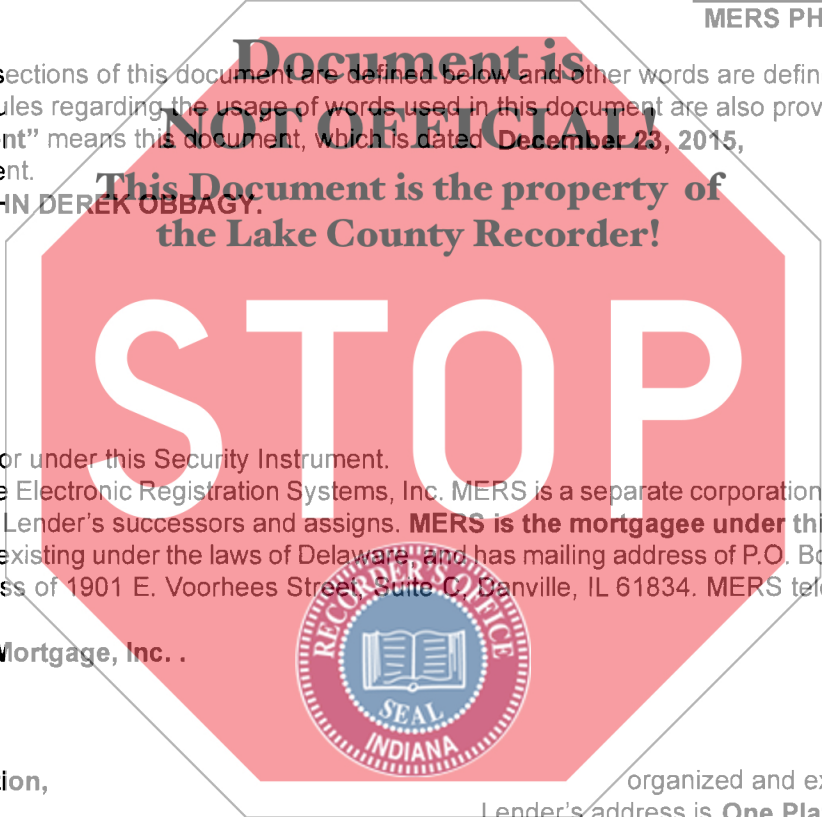 MERS PH
Document is
sections of this document are defined below and other words are defin
ules regarding the usage of words used in this document are also prov
NOT OFFICIAL!
nt” means this document, which is dated December 23, 2015,
ent.
This Document is the property of
HN DEREK OBBAGY.
the Lake County Recorder!
STOP
or under this Security Instrument.
e Electronic Registration Systems, Inc. MERS is a separate corporation
Lender’s successors and assigns. MERS is the mortgagee under thi
existing under the laws of Delaware, and has mailing address of P.O. Bo
ss of 1901 E. Voorhees Street, Suite C, Danville, IL 61834. MERS tel
RECORDER'S OFFICE
Mortgage, Inc. .
SEAL
INDIANA
tion,
organized and ex
Lender’s address is One Pla